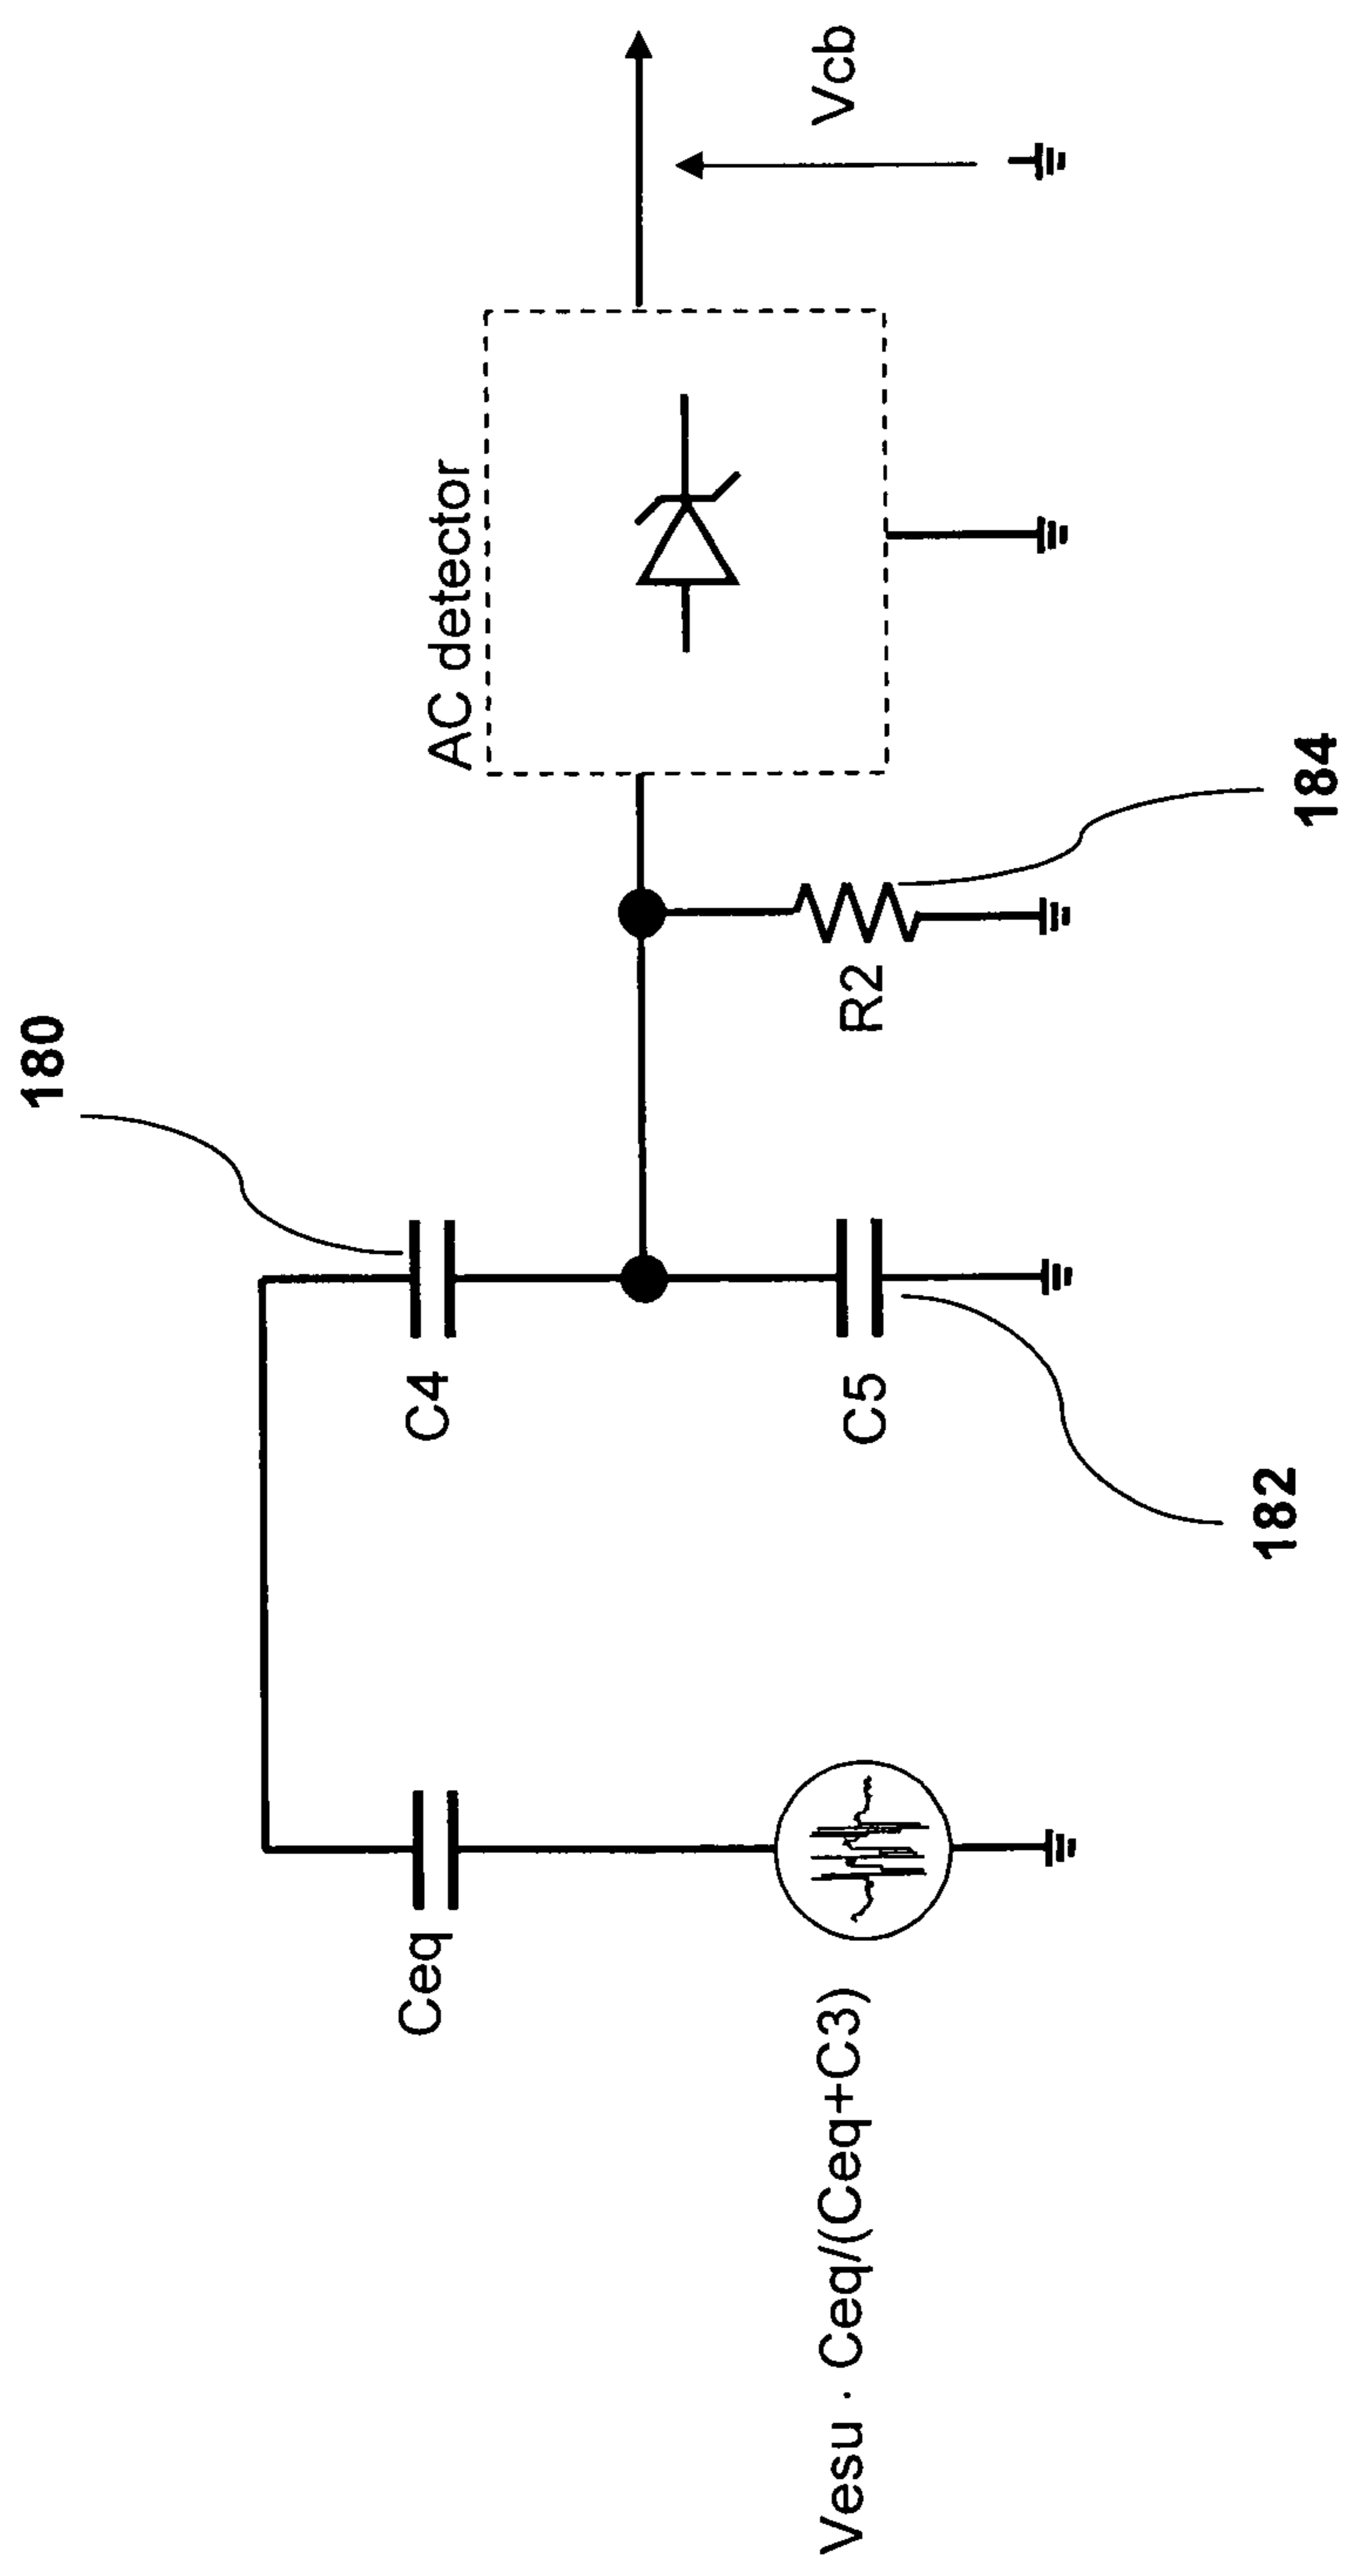 180
AC detector
Vcb
Ceq
C4
C5
R2
184
182
Vesu · Ceq/(Ceq+C3)